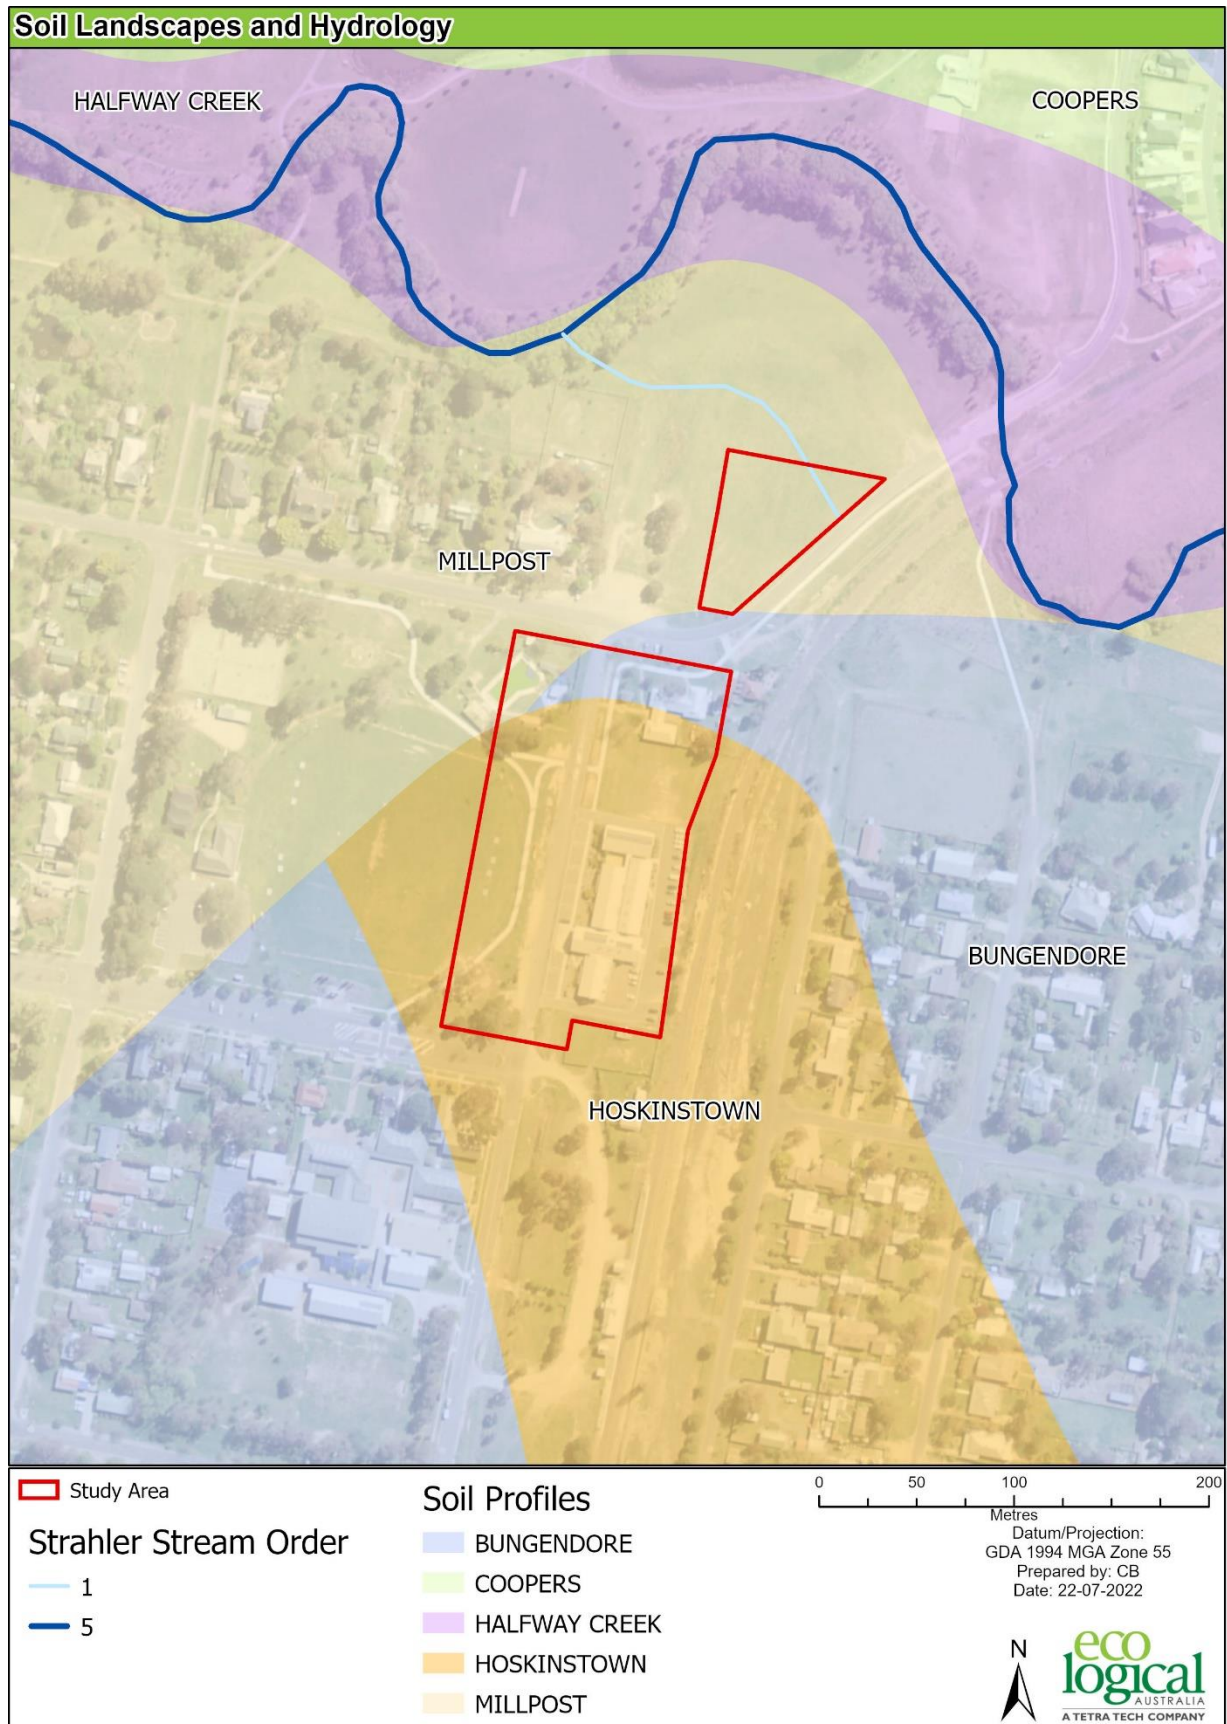 Soil Landscapes and Hydrology
HALFWAY CREEK
COOPERS
MILLPOST
BUNGENDORE
HOSKINSTOWN
Study Area
Strahler Stream Order
1
5
Soil Profiles
BUNGENDORE
COOPERS
HALFWAY CREEK
HOSKINSTOWN
MILLPOST
0 50 100 200
Metres
Datum/Projection:
GDA 1994 MGA Zone 55
Prepared by: CB
Date: 22-07-2022
N
eco
logical
AUSTRALIA
A TETRA TECH COMPANY